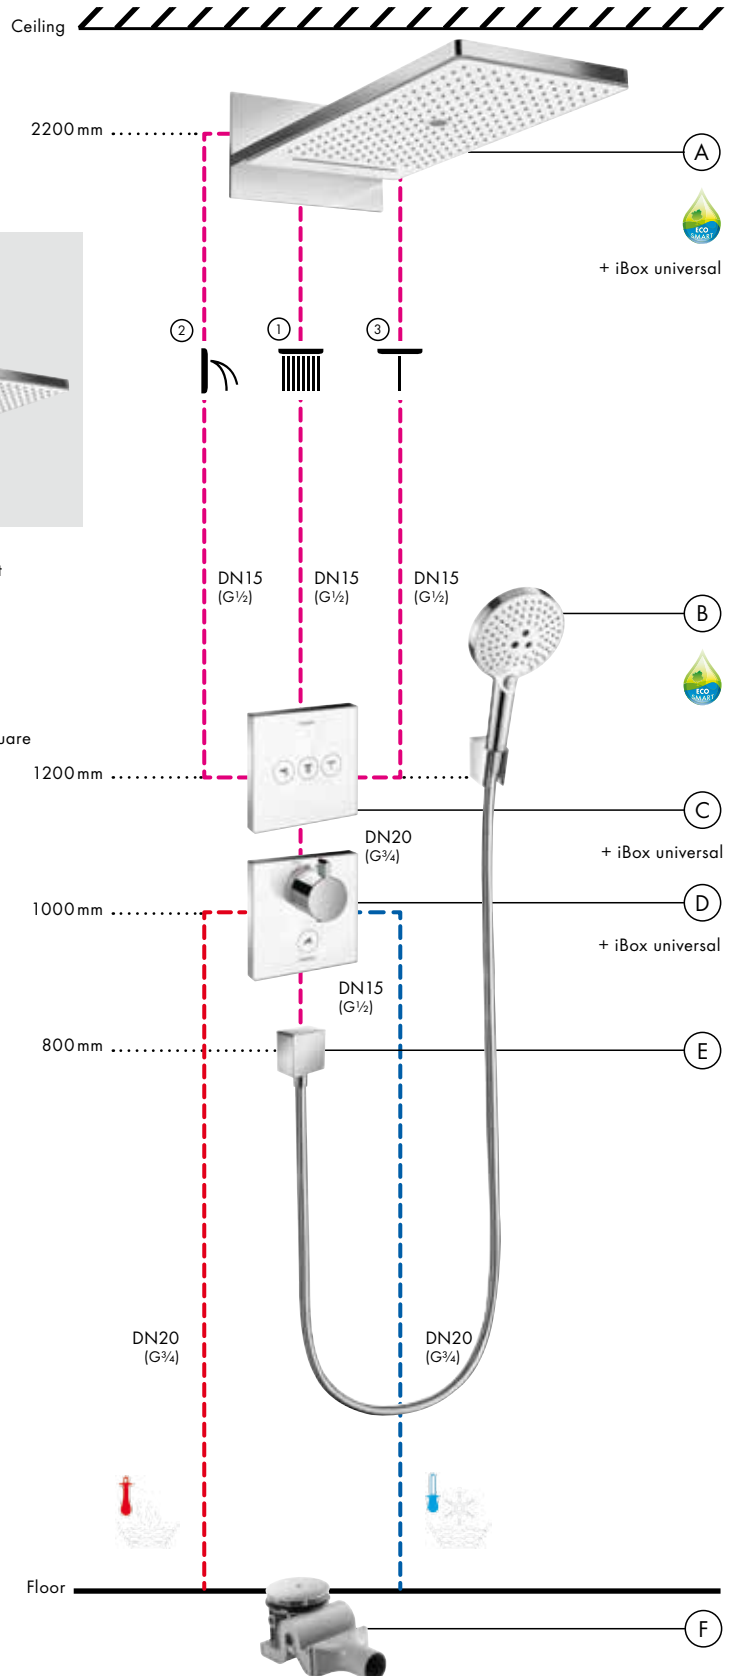 Ceiling
2200 mm
A
ECO
SMART
+ iBox universal
2
1
3
DN15
(G½)
DN15
(G½)
DN15
(G½)
B
ECO
SMART
uare
1200 mm
C
DN20
(G¾)
+ iBox universal
1000 mm
D
+ iBox universal
DN15
(G½)
800 mm
E
DN20
(G¾)
DN20
(G¾)
Floor
F